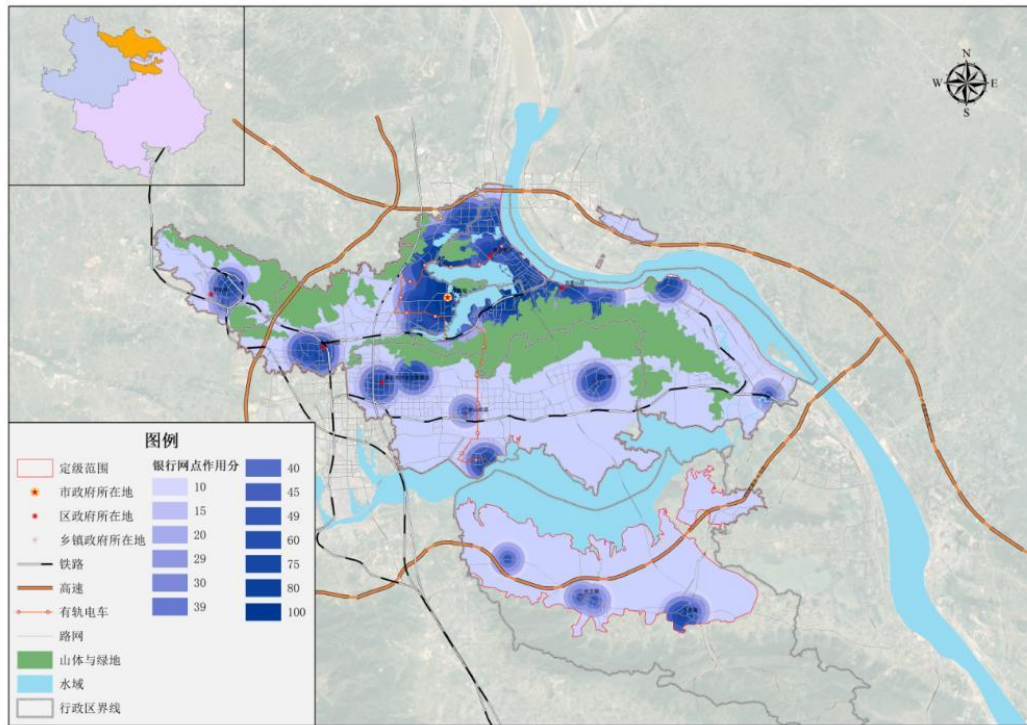 N
W
E
S
图例
定级范围
市政府所在地
区政府所在地
乡镇政府所在地
铁路
高速
有轨电车
路网
山体与绿地
水域
行政区界线
银行网点作用分
10
15
20
29
30
39
40
45
49
60
75
80
100